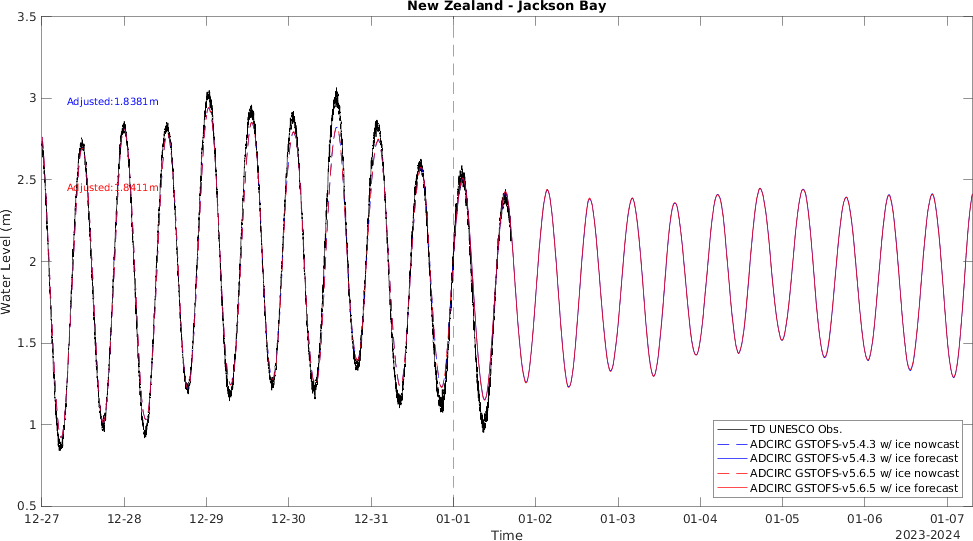 New Zealand - Jackson Bay
3.5
3
2.5
2
1.5
1
0.5
Water Level (m)
Adjusted:1.8381m
Adjusted:1.8411m
TD UNESCO Obs.
ADCIRC GSTOFS-v5.4.3 w/ ice nowcast
ADCIRC GSTOFS-v5.4.3 w/ ice forecast
ADCIRC GSTOFS-v5.6.5 w/ ice nowcast
ADCIRC GSTOFS-v5.6.5 w/ ice forecast
12-27 12-28 12-29 12-30 12-31 01-01 01-02 01-03 01-04 01-05 01-06 01-07
Time
2023-2024